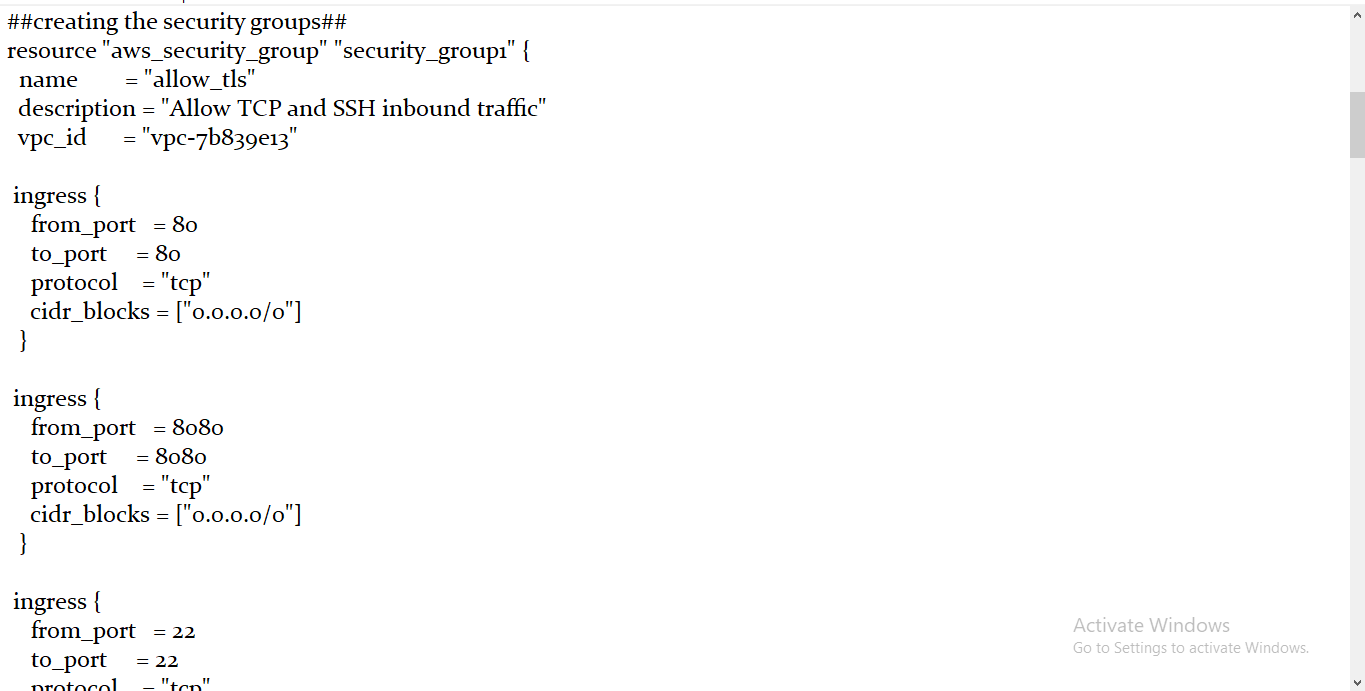 ##creating the security groups##
resource "aws_security_group" "security_group1" {
name = "allow_tls"
description = "Allow TCP and SSH inbound traffic"
vpc_id = "vpc-7b839e13"
ingress {
from_port = 80
to_port = 80
protocol = "tcp"
cidr_blocks = ["0.0.0.0/0"]
}
ingress {
from_port = 8080
to_port = 8080
protocol = "tcp"
cidr_blocks = ["0.0.0.0/0"]
}
ingress {
from_port = 22
to_port = 22
protocol = "tcp"
Activate Windows
Go to Settings to activate Windows.